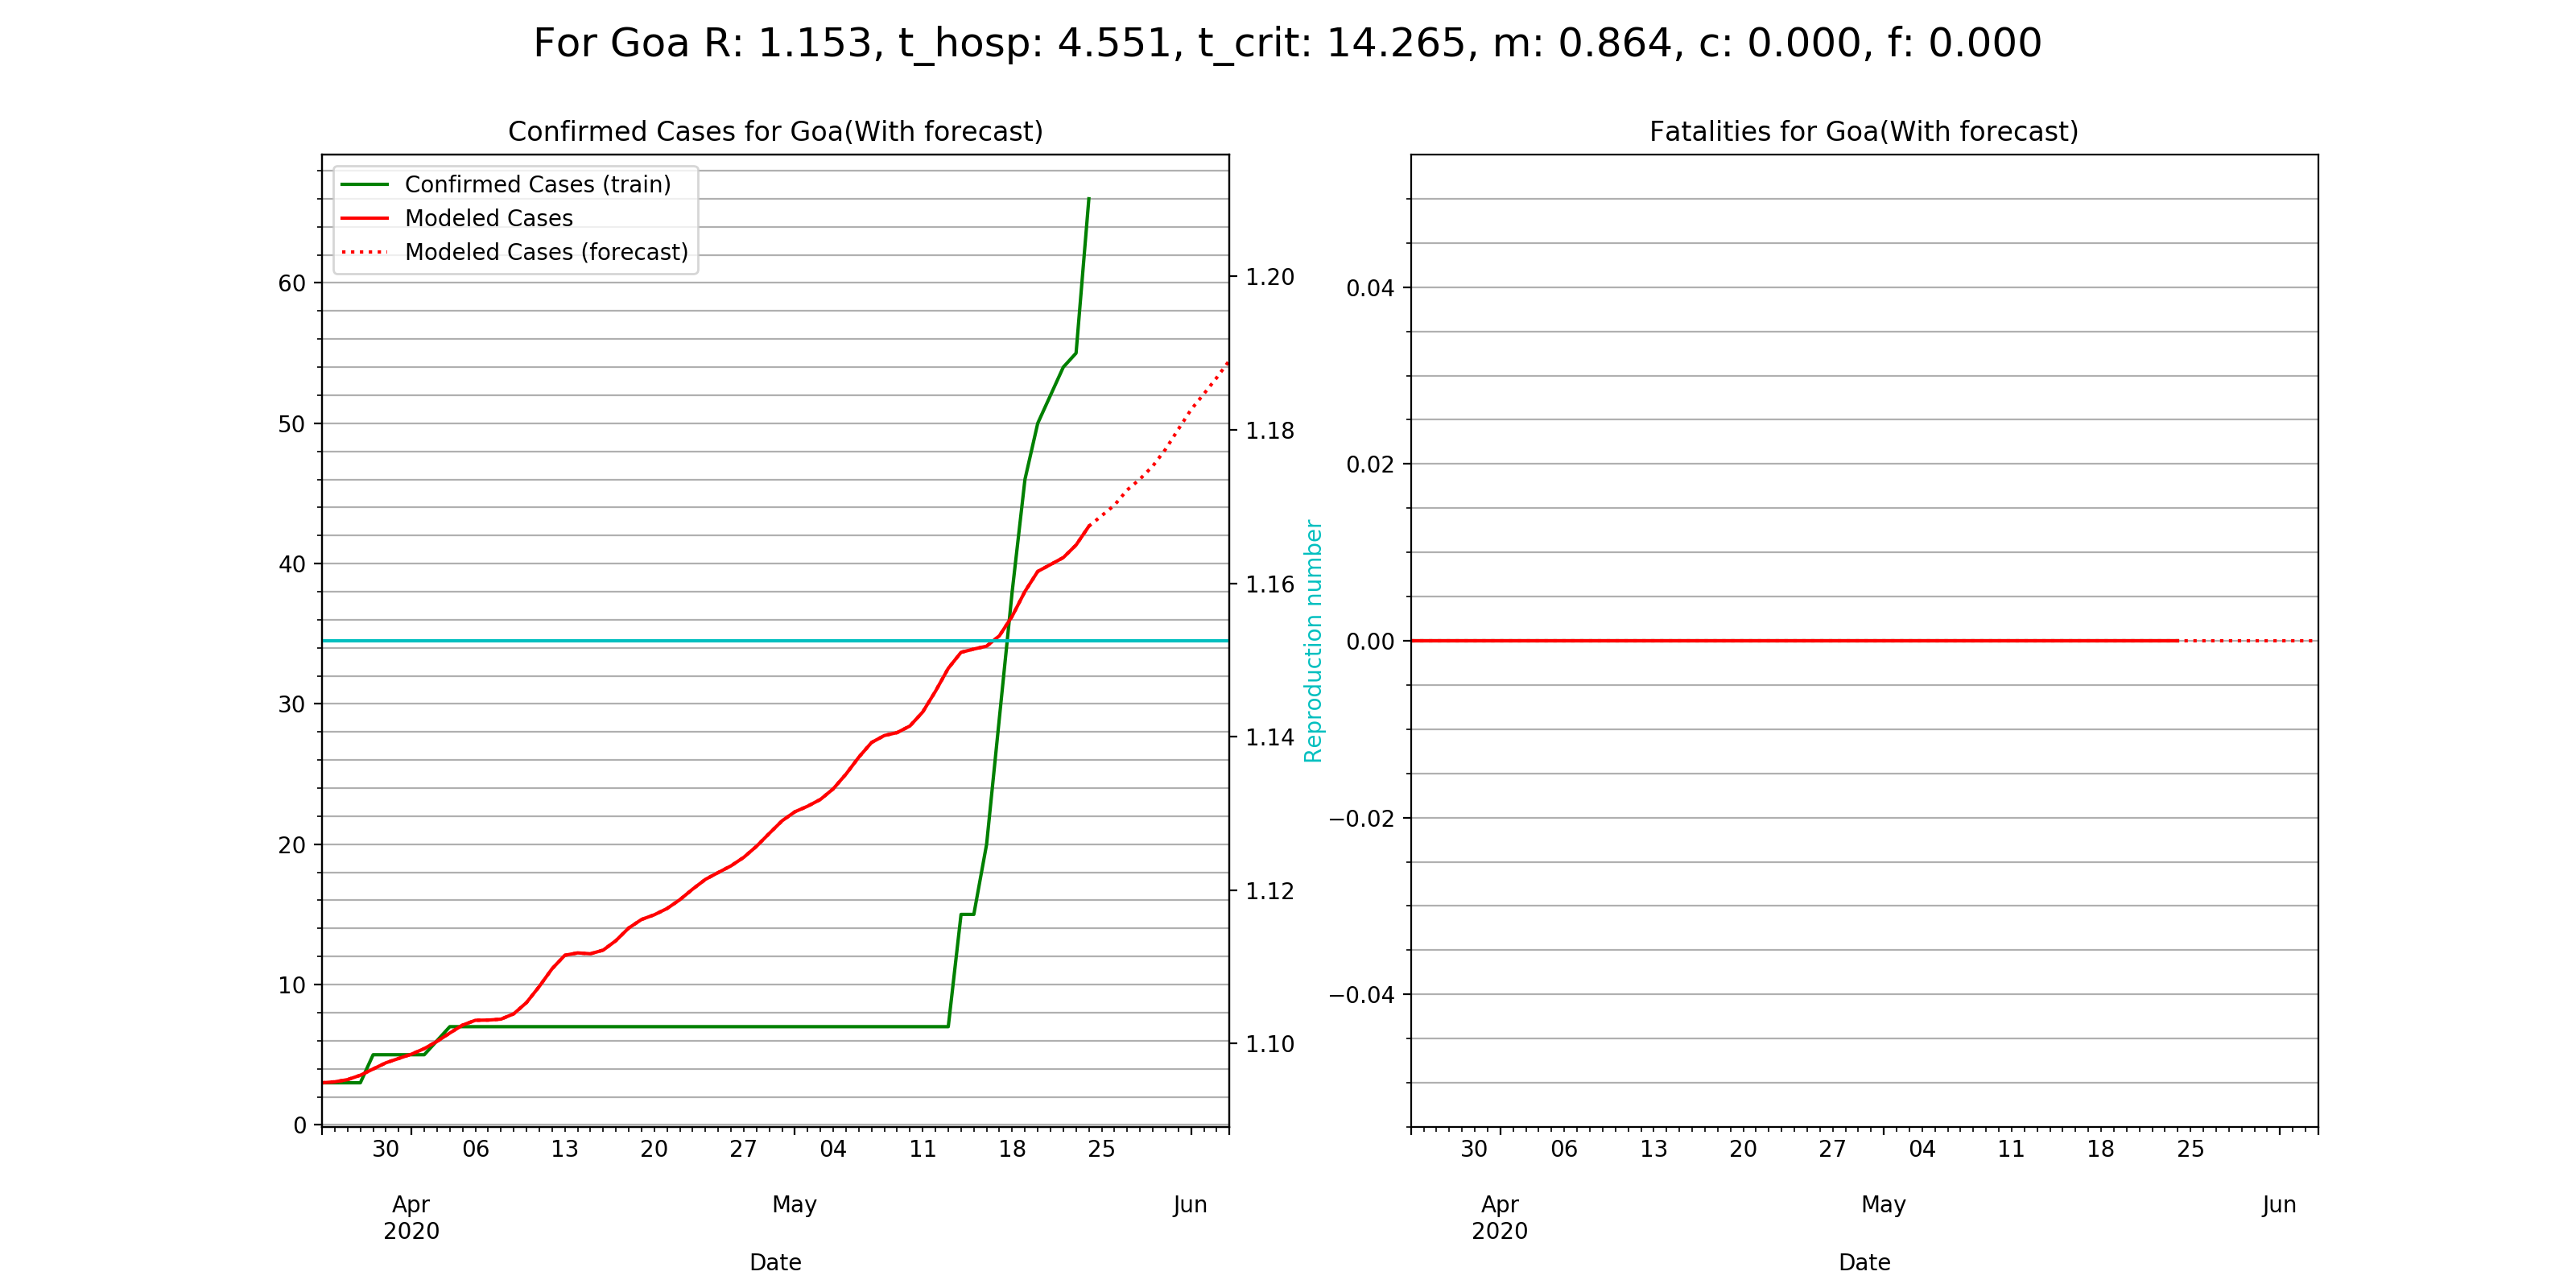 For Goa R: 1.153, t_hosp: 4.551, t_crit: 14.265, m: 0.864, c: 0.000, f: 0.000
Confirmed Cases for Goa(With forecast)
Confirmed Cases (train)
Modeled Cases
Modeled Cases (forecast)
60
50
40
30
20
10
0
1.20
1.18
1.16
1.14
1.12
1.10
Reproduction number
30 06 13 20 27 04 11 18 25
Apr May Jun
2020
Date
Fatalities for Goa(With forecast)
0.04
0.02
0.00
−0.02
−0.04
30 06 13 20 27 04 11 18 25
Apr May Jun
2020
Date